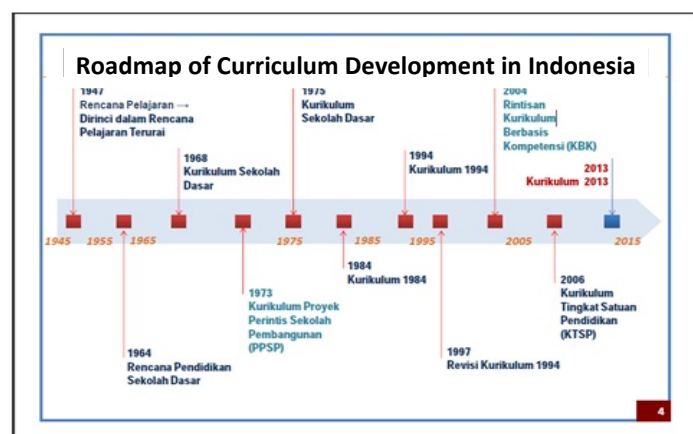 Roadmap of Curriculum Development in Indonesia
1947
Rencana Pelajaran →
Dirinci dalam Rencana
Pelajaran Terurai
1975
Kurikulum
Sekolah Dasar
2004
Rintisan
Kurikulum
Berbasis
Kompetensi (KBK)
1968
Kurikulum Sekolah
Dasar
1994
Kurikulum 1994
2013
Kurikulum 2013
1945 1955 1965 1975 1985 1995 2005 2015
1964
Rencana Pendidikan
Sekolah Dasar
1973
Kurikulum Proyek
Perintis Sekolah
Pembangunan
(PPSP)
1984
Kurikulum 1984
1997
Revisi Kurikulum 1994
2006
Kurikulum
Tingkat Satuan
Pendidikan
(KTSP)
4